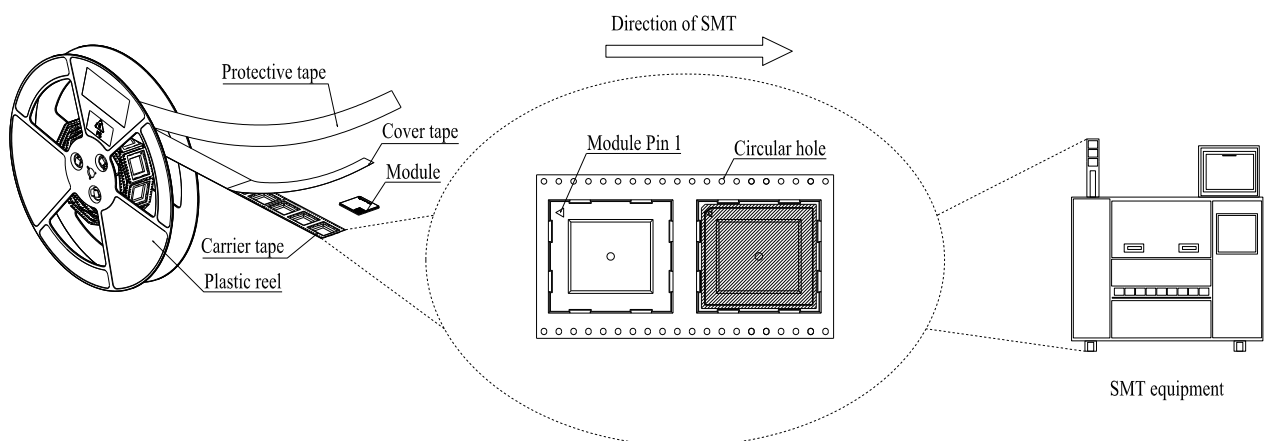 Direction of SMT
Protective tape
Cover tape
Module
Module Pin 1
Circular hole
Carrier tape
Plastic reel
SMT equipment